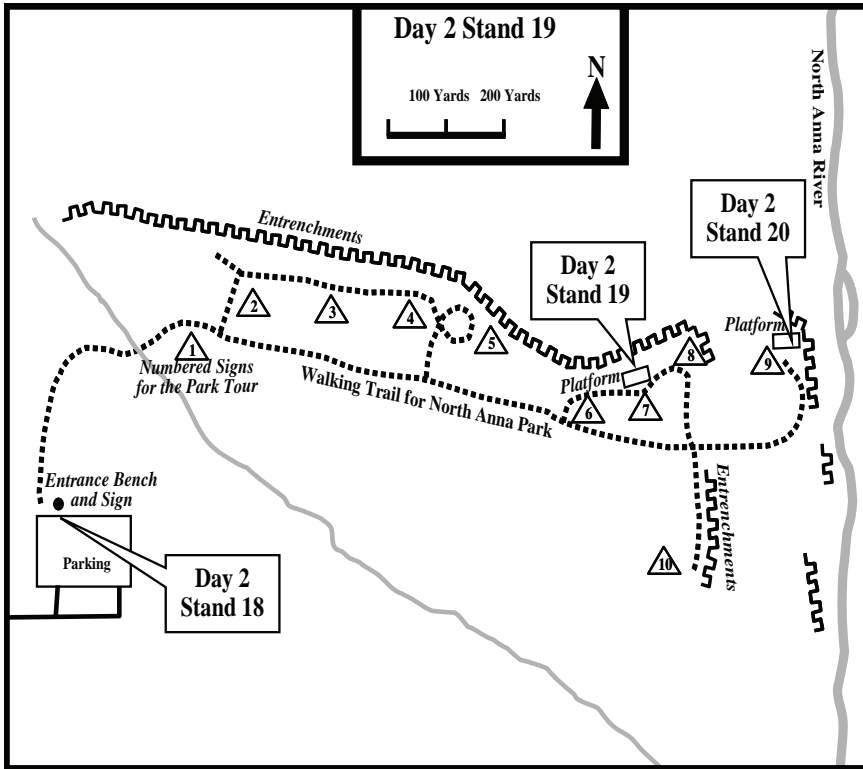 Day 2 Stand 19
100 Yards 200 Yards
N
North Anna River
Day 2
Stand 20
Entrenchments
Day 2
Stand 19
2
3
4
5
Platform
8
9
1
Numbered Signs
for the Park Tour
Walking Trail for North Anna Park
Platform
6
7
Entrance Bench
and Sign
Entrenchments
Parking
10
Day 2
Stand 18